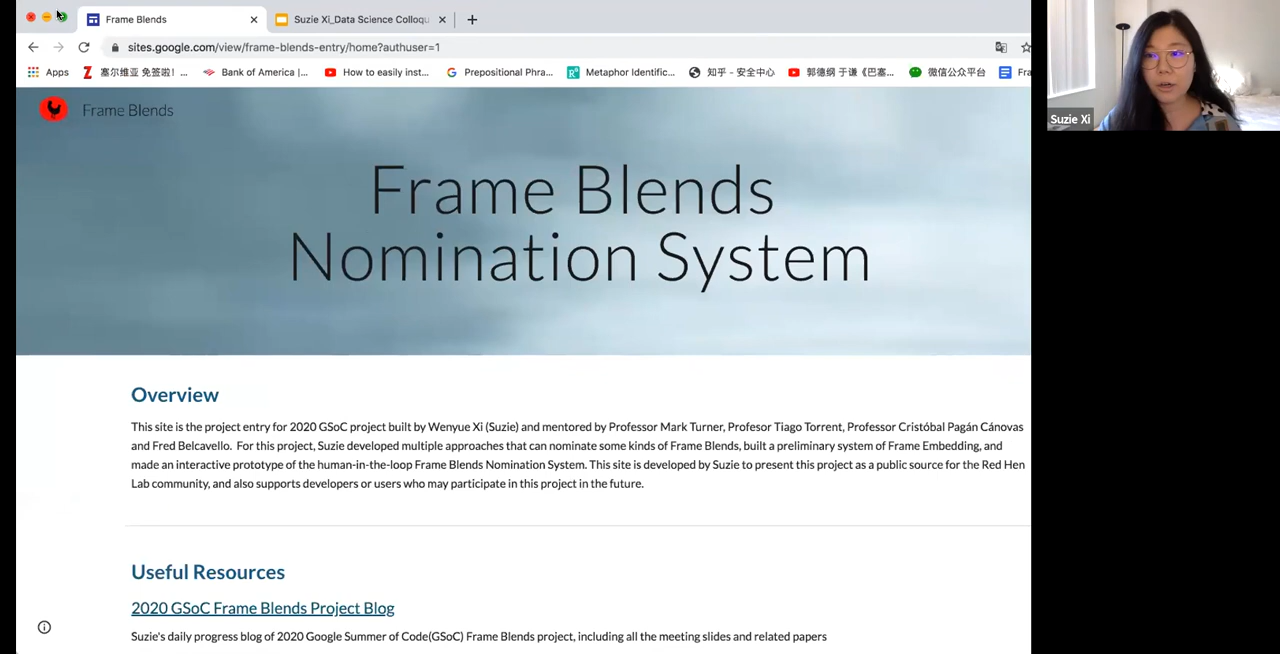 Frame Blends
Suzie Xi_Data Science Colloqu
sites.google.com/view/frame-blends-entry/home?authuser=1
Apps
塞尔维亚 免签啦！ ...
Bank of America |...
How to easily inst...
Prepositional Phra...
Metaphor Identific...
知乎 - 安全中心
郭德纲 于谦《巴塞...
微信公众平台
Fra
Suzie Xi
Frame Blends
Frame Blends
Nomination System
Overview
This site is the project entry for 2020 GSoC project built by Wenyue Xi (Suzie) and mentored by Professor Mark Turner, Profesor Tiago Torrent, Professor Cristóbal Pagán Cánovas
and Fred Belcavello. For this project, Suzie developed multiple approaches that can nominate some kinds of Frame Blends, built a preliminary system of Frame Embedding, and
made an interactive prototype of the human-in-the-loop Frame Blends Nomination System. This site is developed by Suzie to present this project as a public source for the Red Hen
Lab community, and also supports developers or users who may participate in this project in the future.
Useful Resources
2020 GSoC Frame Blends Project Blog
Suzie's daily progress blog of 2020 Google Summer of Code(GSoC) Frame Blends project, including all the meeting slides and related papers